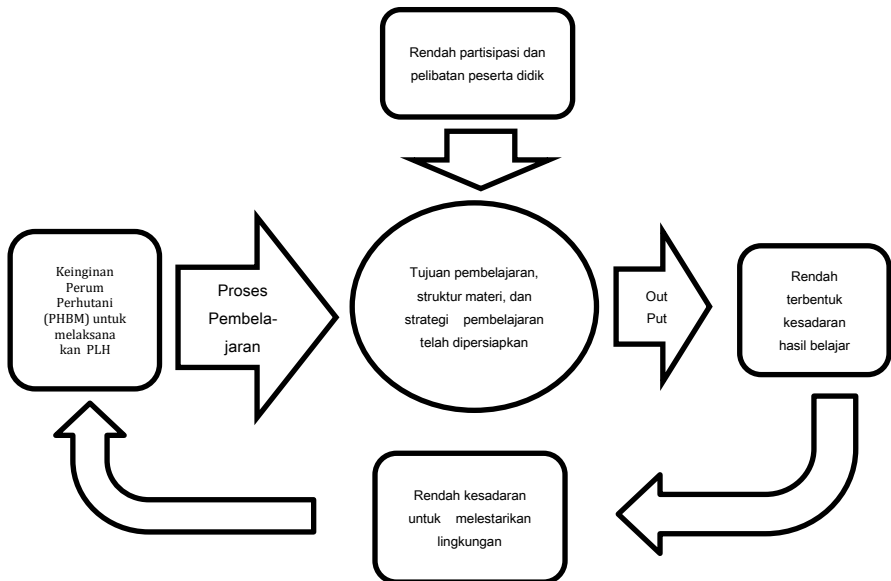 Rendah partisipasi dan
pelibatan peserta didik
Keinginan
Perum
Perhutani
(PHBM) untuk
melaksana
kan PLH
Proses
Pembela-
jaran
Tujuan pembelajaran,
struktur materi, dan
strategi pembelajaran
telah dipersiapkan
Out
Put
Rendah
terbentuk
kesadaran
hasil belajar
Rendah kesadaran
untuk melestarikan
lingkungan